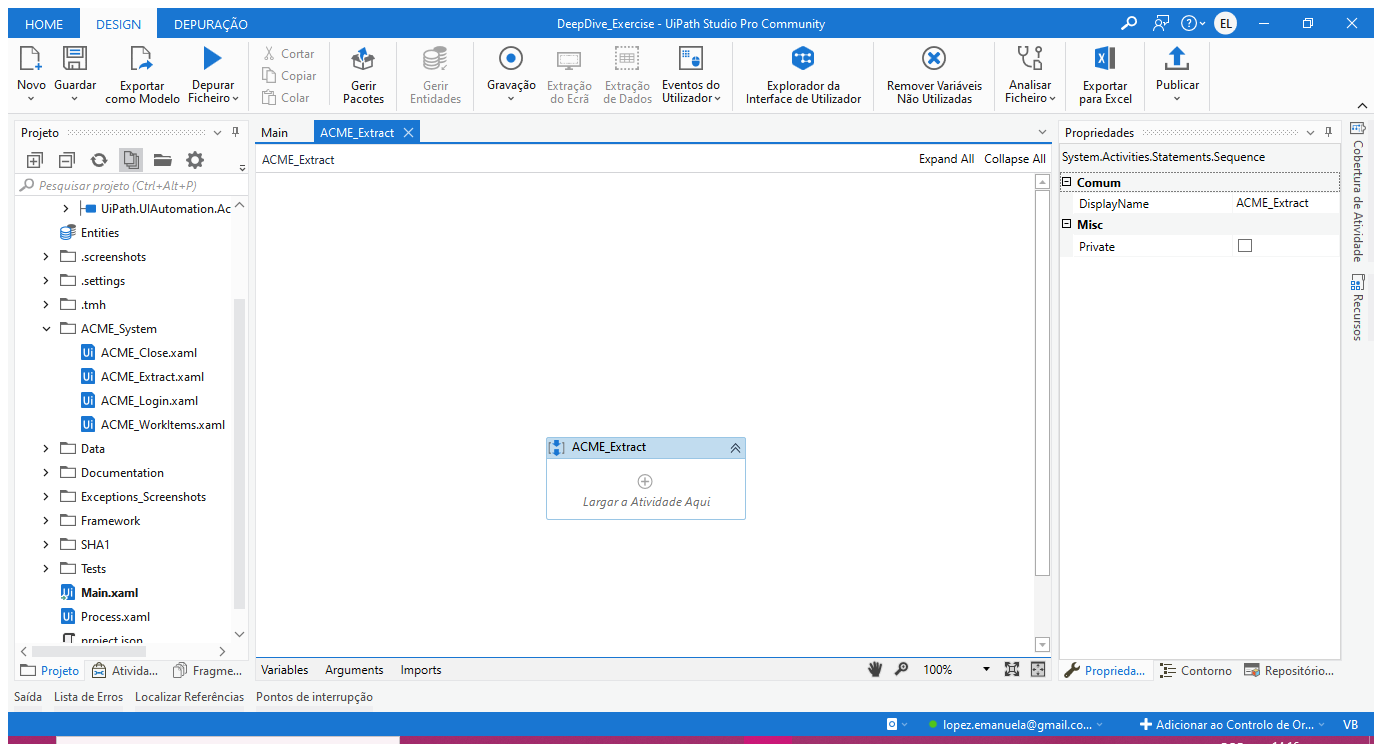 HOME DESIGN DEPURAÇÃO DeepDive_Exercise - UiPath Studio Pro Community EL
Novo Guardar Exportar como Modelo Depurar Ficheiro
Cortar
Copiar
Colar
Gerir Pacotes
Gerir Entidades
Gravação
Extração do Ecrã
Extração de Dados
Eventos do Utilizador
Explorador da Interface de Utilizador
Remover Variáveis Não Utilizadas
Analisar Ficheiro
Exportar para Excel
Publicar
Projeto
Pesquisar projeto (Ctrl+Alt+P)
UiPath.UIAutomation.Ac
Entities
.screenshots
.settings
.tmh
ACME_System
Ui ACME_Close.xaml
Ui ACME_Extract.xaml
Ui ACME_Login.xaml
Ui ACME_WorkItems.xaml
Data
Documentation
Exceptions_Screenshots
Framework
SHA1
Tests
Ui Main.xaml
Ui Process.xaml
project.json
Projeto Ativida... Fragme...
Main ACME_Extract
ACME_Extract Expand All Collapse All
ACME_Extract
Largar a Atividade Aqui
Variables Arguments Imports 100%
Propriedades
System.Activities.Statements.Sequence
Comum
DisplayName ACME_Extract
Misc
Private
Proprieda... Contorno Repositório...
Cobertura de Atividade
Recursos
Saída Lista de Erros Localizar Referências Pontos de interrupção
lopez.emanuela@gmail.co... Adicionar ao Controlo de Or... VB